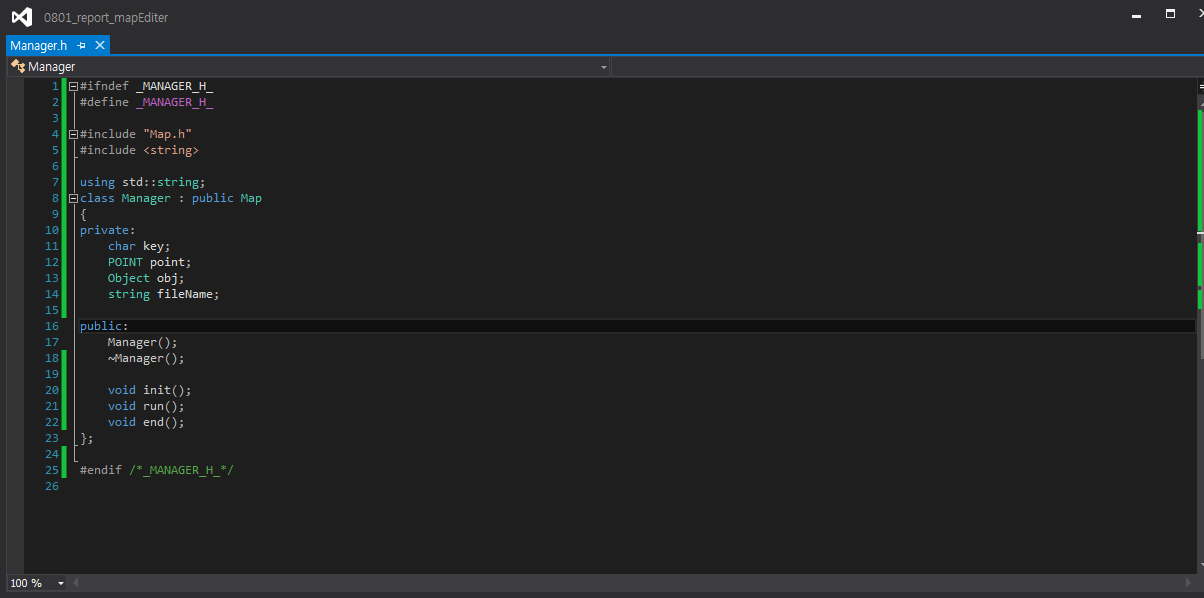 0801_report_mapEditer
Manager.h
Manager
1 #ifndef _MANAGER_H_
2 #define _MANAGER_H_
3
4 #include "Map.h"
5 #include <string>
6
7 using std::string;
8 class Manager : public Map
9 {
10 private:
11     char key;
12     POINT point;
13     Object obj;
14     string fileName;
15
16 public:
17     Manager();
18     ~Manager();
19
20     void init();
21     void run();
22     void end();
23 };
24
25 #endif /*_MANAGER_H_*/
26
100 %